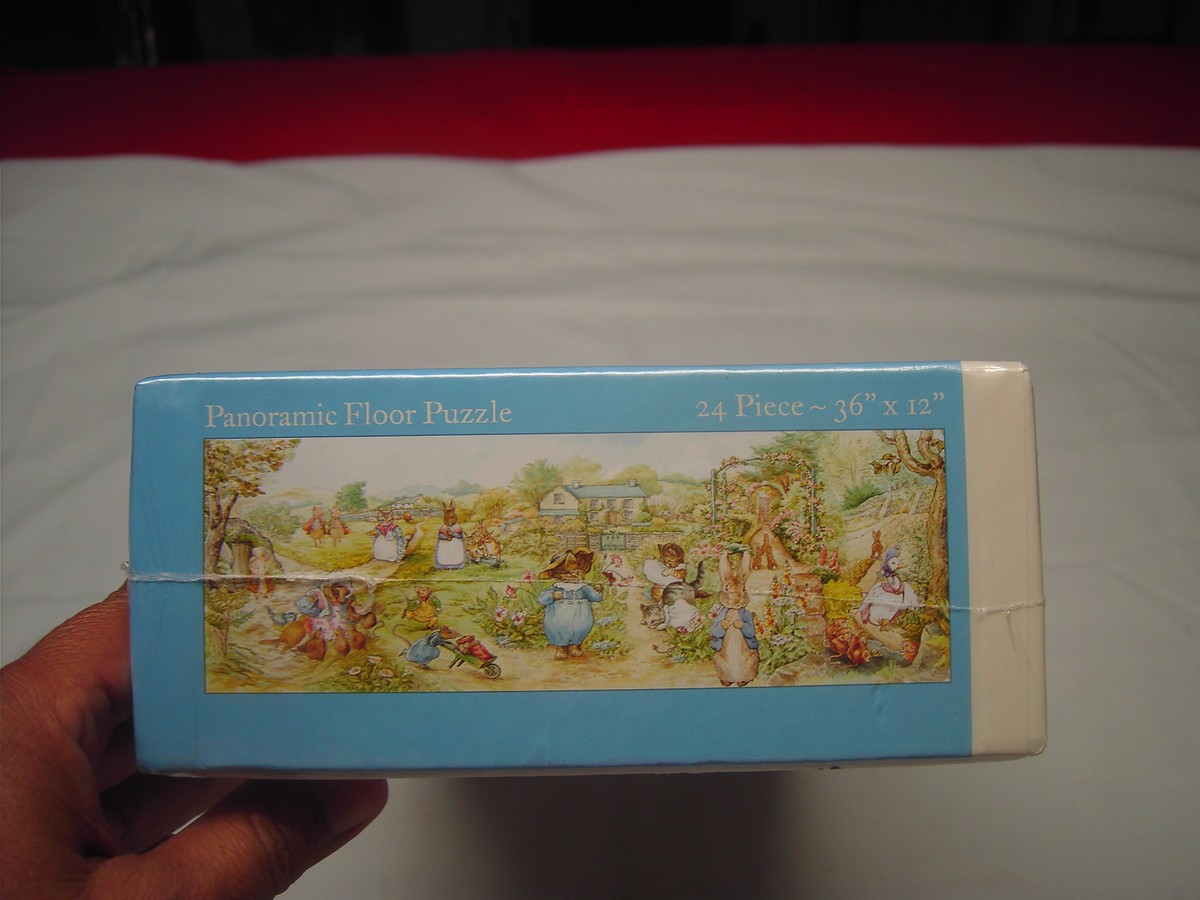 Panoramic Floor Puzzle
24 Piece ~ 36” x 12”